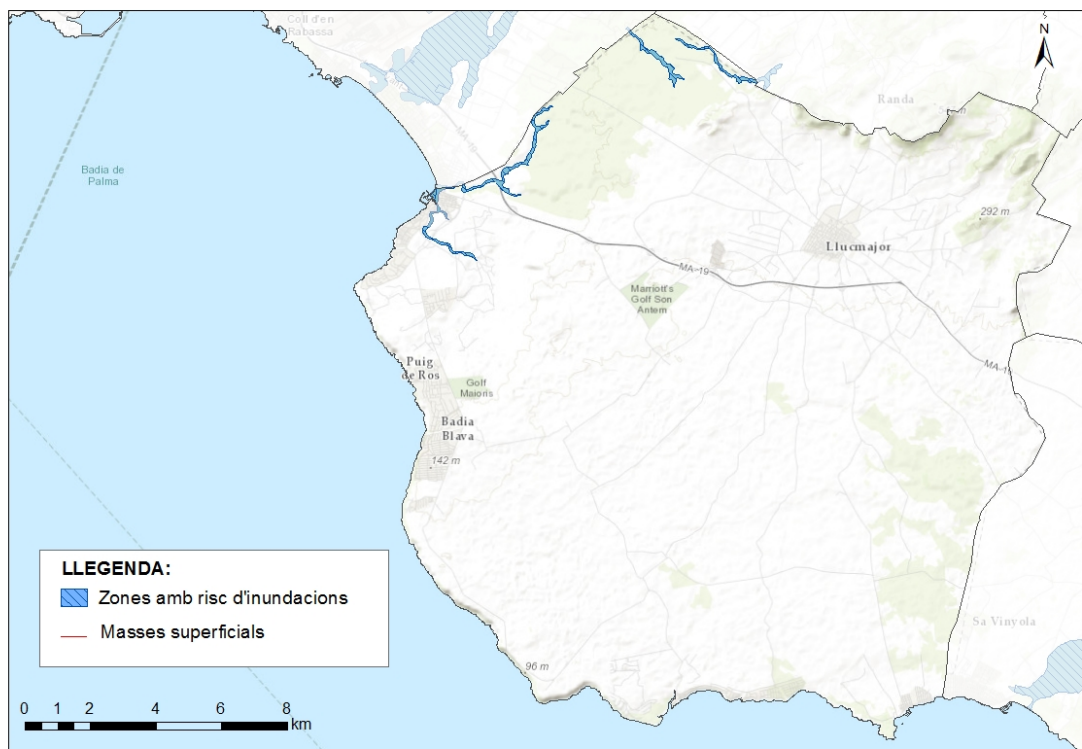 Coll d'en
Rabassa
N
Randa
MA-19
Badia de
Palma
292 m
Llucmajor
MA-19
Marriott's
Golf Son
Antem
Puig
de Ros
MA-1
Golf
Maioris
Badia
Blava
142 m
LLEGENDA:
Zones amb risc d'inundacions
Masses superficials
Sa Vinyola
96 m
0 1 2 4 6 8
km